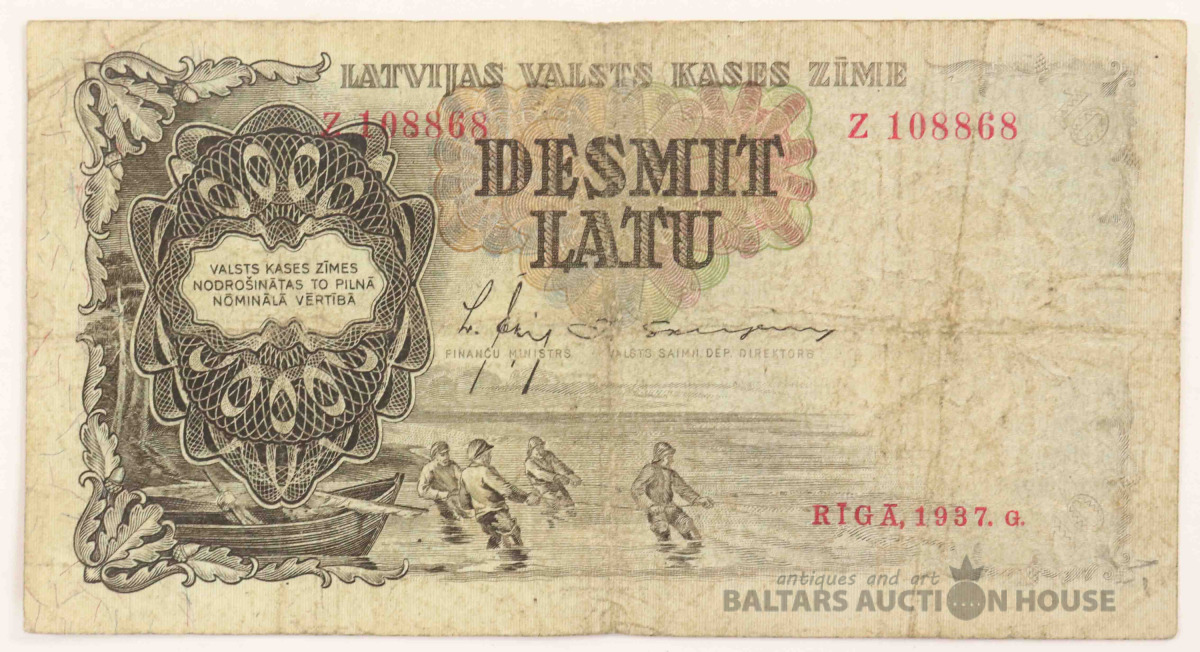 LATVIJAS VALSTS KASES ZĪME
Z 108868
Z 108868
DESMIT
LATU
VALSTS KASES ZĪMES
NODROŠINĀTAS TO PILNĀ
NŌMINĀLĀ VĒRTĪBĀ
FINANČU MINISTRS
VALSTS SAIMN. DEP. DIREKTORS
RĪGĀ, 1937. G.
antiques and art
BALTARS AUCTION HOUSE